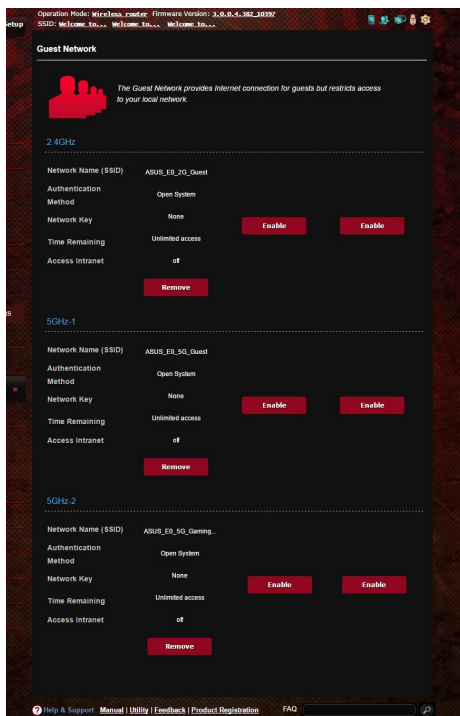 Operation Mode: Wireless router Firmware Version: 3.0.0.4.382_10397
SSID: Welcome to... Welcome to... Welcome to...
Setup
Guest Network
The Guest Network provides Internet connection for guests but restricts access
to your local network.
2.4GHz
Network Name (SSID) ASUS_E0_2G_Guest
Authentication
Method Open System
Network Key None
Enable Enable
Time Remaining Unlimited access
Access Intranet off
Remove
5GHz-1
Network Name (SSID) ASUS_E0_5G_Guest
Authentication
Method Open System
Network Key None
Enable Enable
Time Remaining Unlimited access
Access Intranet off
Remove
5GHz-2
Network Name (SSID) ASUS_E0_5G_Gaming...
Authentication
Method Open System
Network Key None
Enable Enable
Time Remaining Unlimited access
Access Intranet off
Remove
Help & Support Manual | Utility | Feedback | Product Registration FAQ